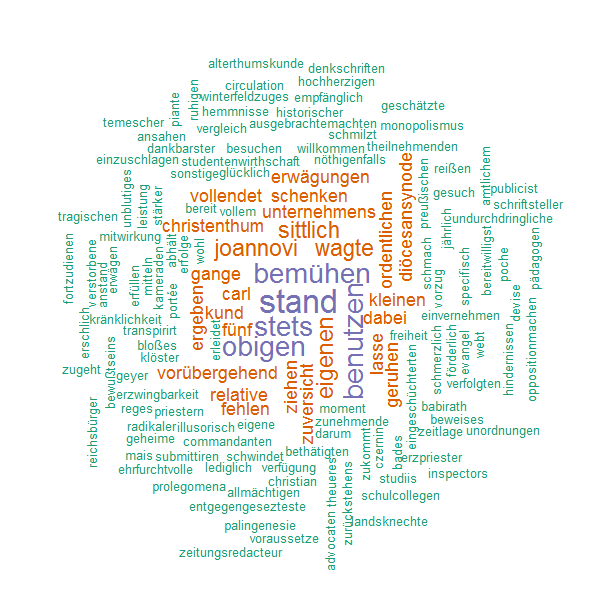 alterthumskunde
denkschriften
circulation
hochherzigen
winterfeldzuges
empfänglich
geschätzte
piante
ruhigen
hemmnisse
historischer
temescher
vergleich
ausgebrachte
machten
monopolismus
ansahen
schmilzt
dankbarster
besuchen
willkommen
theilnehmenden
einzuschlagen
studentenwirthschaft
nöthigenfalls
reißen
sonstige
glücklich
erwägungen
amtlichem
unblutiges
leistung
stärker
vollendet
schenken
ordentlichen
diöcesansynode
preußischen
gesuch
publicist
schriftsteller
bereit
vollem
unternehmens
tragischen
undurchdringliche
christenthum
sittlich
mitwirkung
abhält
erfolge
wohl
joannovi
wagte
schmach
jährlich
bereitwilligst
poche
pädagogen
fortzudienen
verstorbene
anstand
erwägen
erfüllen
mitteln
kameraden
portée
gange
bemühen
vorzug
specifisch
devise
carl
stand
benutzen
kleinen
ergeben
kund
dabei
einvernehmen
oppositionmachen
erschlich
kränklichkeit
transpirirt
fünf
stets
eigenen
freiheit
hindernissen
bloßes
erleidet
obigen
lasse
schmerzlich
förderlich
evangel
webt
klöster
zugeht
bewußtseins
geyer
vorübergehend
ziehen
zuversicht
geruhen
eingeschüchterten
verfolgten
erzwingbarkeit
relative
reichsbürger
reges
priestern
fehlen
moment
babirath
radikaler
illusorisch
eigene
zunehmende
beweises
geheime
commandanten
darum
zeitlage
unordnungen
mais
submittiren
schwindet
bethätigten
zukommt
czernin
bades
erzpriester
ehrfurchtvolle
lediglich
verfügung
studiis
inspectors
christian
prolegomena
allmächtigen
advocaten
theueres
zurückstehens
schulcollegen
entgegengesezteste
palingenesie
landsknechte
voraussetze
zeitungsredacteur